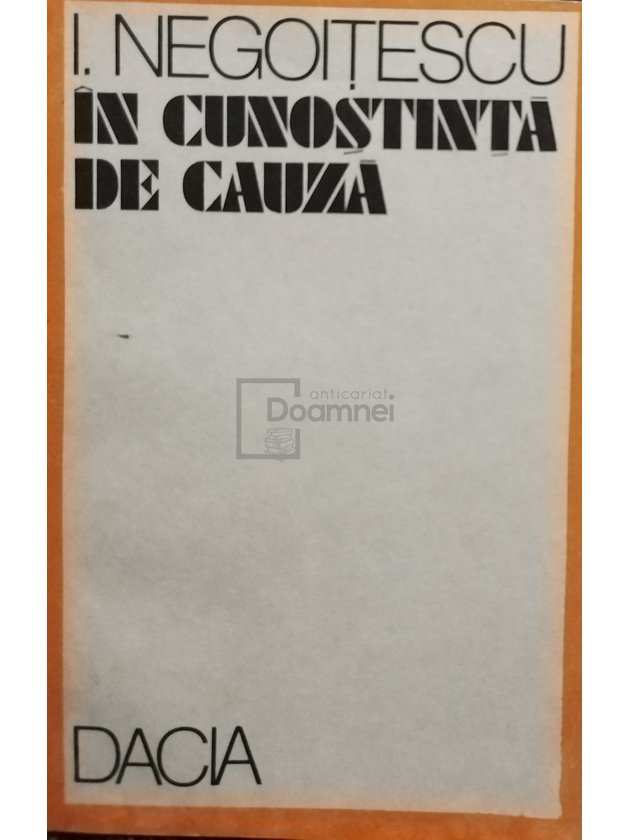 I. NEGOIȚESCU
ÎN CUNOȘTINȚĂ
DE CAUZĂ
anticariat
Doamnei
DACIA